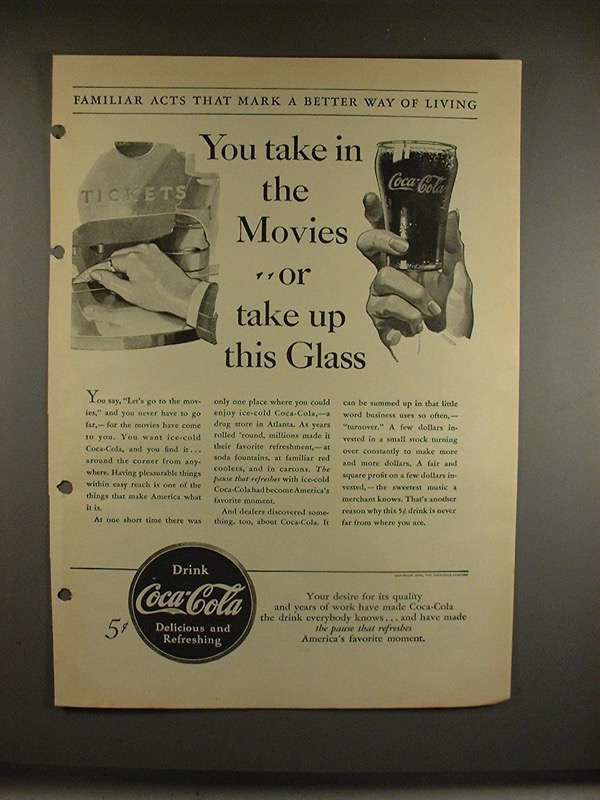 FAMILIAR ACTS THAT MARK A BETTER WAY OF LIVING
TICKETS
You take in
the
Movies
,, or
take up
this Glass
Coca-Cola
You say, "Let's go to the mov-
ies," and you never have to go
far,—for the movies have come
to you. You want ice-cold
Coca-Cola, and you find it...
around the corner from any-
where. Having pleasurable things
within easy reach is one of the
things that make America what
it is.
At one short time there was
only one place where you could
enjoy ice-cold Coca-Cola,—a
drug store in Atlanta. As years
rolled 'round, millions made it
their favorite refreshment,—at
soda fountains, at familiar red
coolers, and in cartons. The
pause that refreshes with ice-cold
Coca-Cola had become America's
favorite moment.
And dealers discovered some-
thing, too, about Coca-Cola. It
can be summed up in that little
word business uses so often,—
"turnover." A few dollars in-
vested in a small stock turning
over constantly to make more
and more dollars. A fair and
square profit on a few dollars in-
vested,—the sweetest music a
merchant knows. That's another
reason why this 5¢ drink is never
far from where you are.
Drink
Coca-Cola
Delicious and
Refreshing
5¢
Your desire for its quality
and years of work have made Coca-Cola
the drink everybody knows... and have made
the pause that refreshes
America's favorite moment.